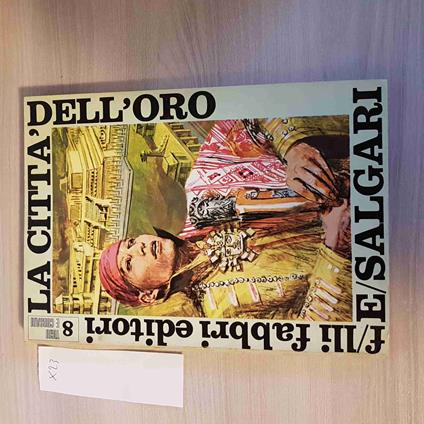 LA CITTA'
DELL'ORO
E/SALGARI
f/lli fabbri editori
8
x23